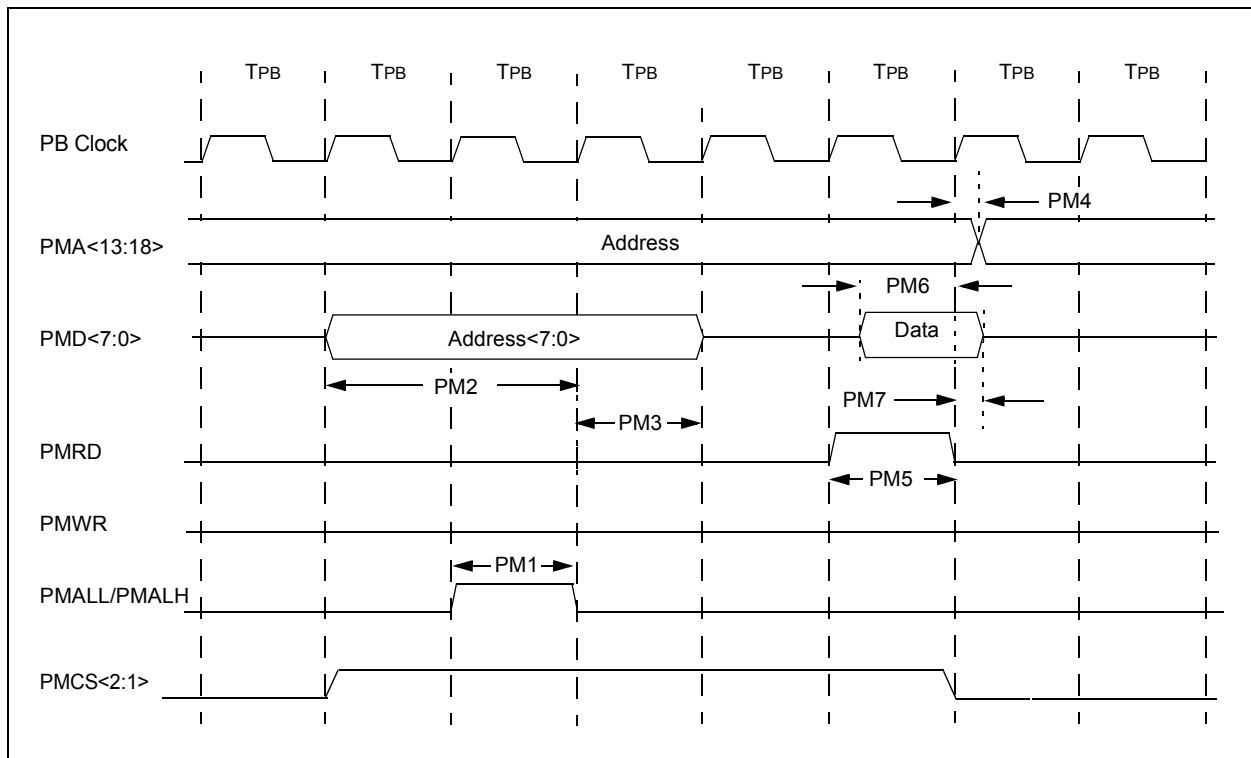 TPB TPB TPB TPB TPB TPB TPB TPB
PB Clock
PM4
PMA<13:18>
Address
PM6
PMD<7:0>
Address<7:0>
Data
PM2
PM7
PM3
PMRD
PM5
PMWR
PM1
PMALL/PMALH
PMCS<2:1>